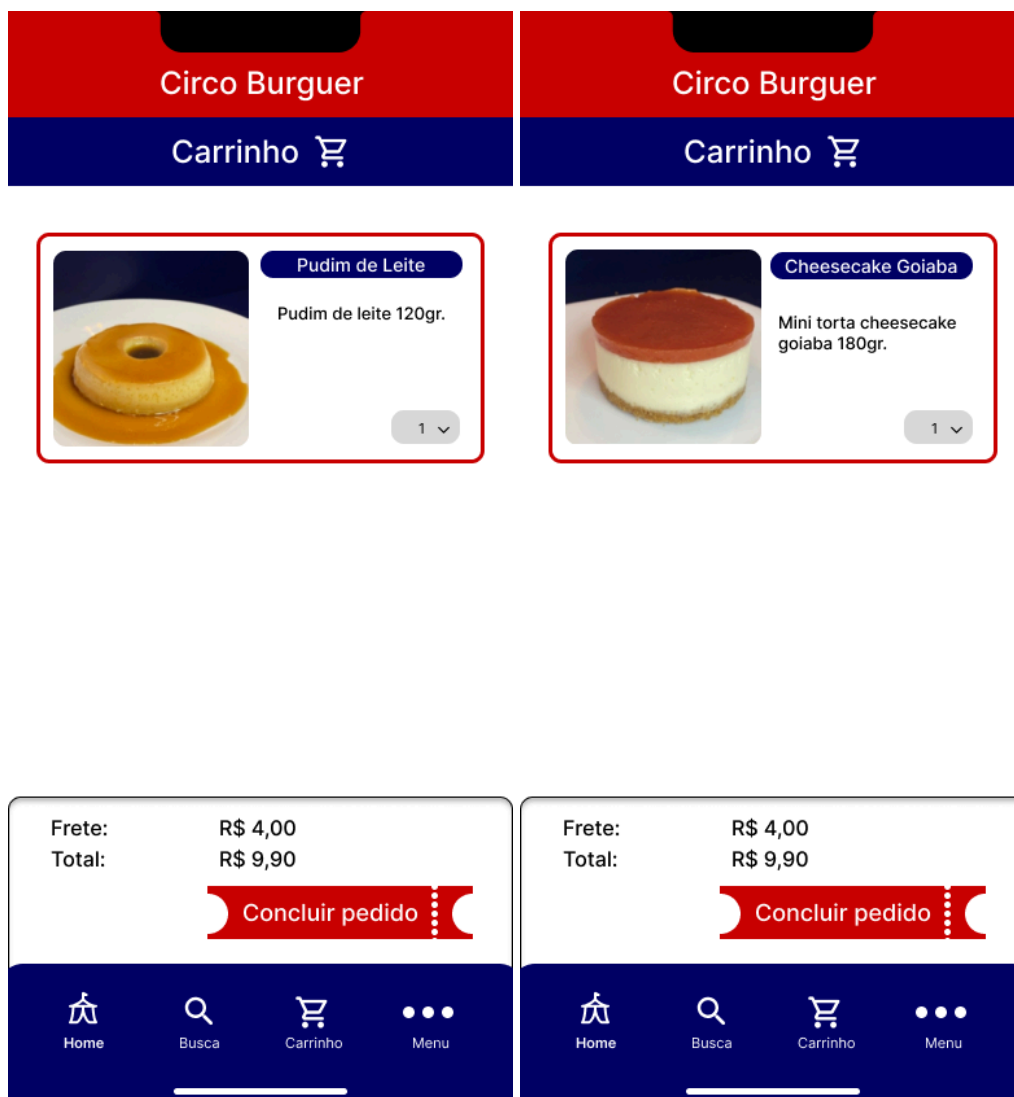 Circo Burguer
Carrinho
Pudim de Leite
Pudim de leite 120gr.
1
Frete: R$ 4,00
Total: R$ 9,90
Concluir pedido
Home Busca Carrinho Menu
Circo Burguer
Carrinho
Cheesecake Goiaba
Mini torta cheesecake
goiaba 180gr.
1
Frete: R$ 4,00
Total: R$ 9,90
Concluir pedido
Home Busca Carrinho Menu